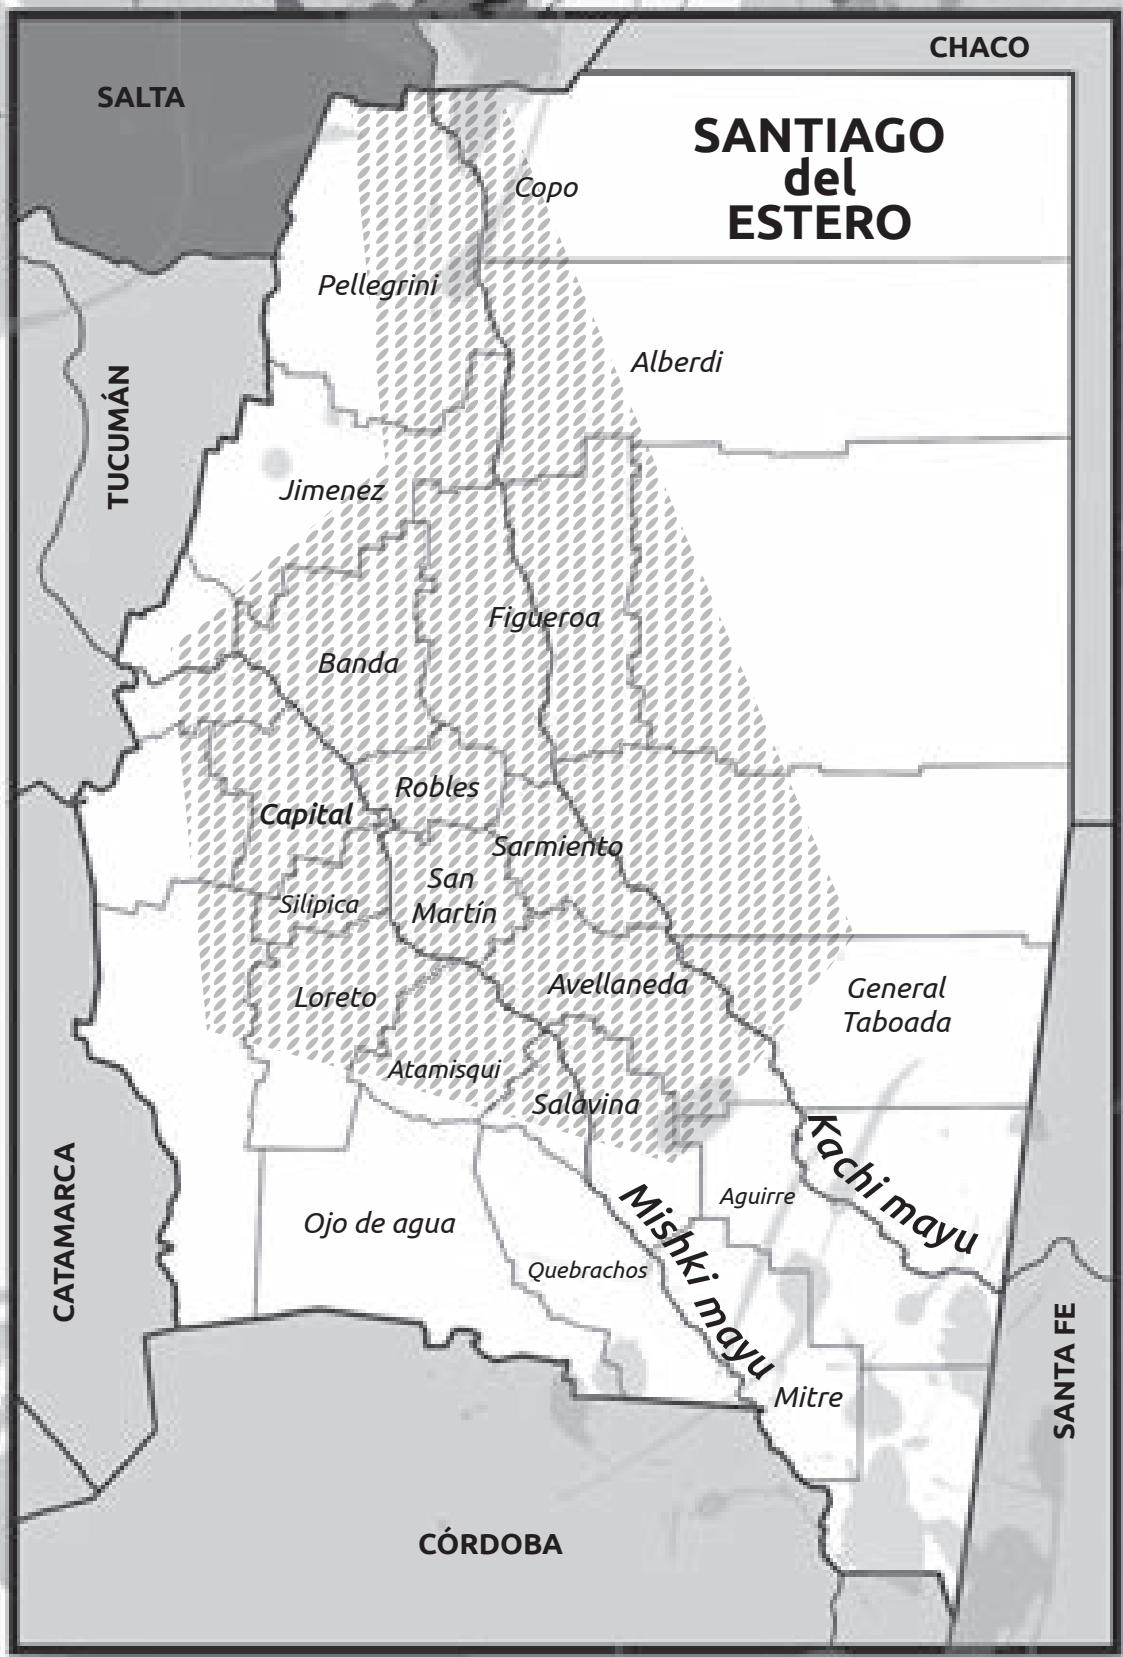 CHACO
SALTA
SANTIAGO
del
ESTERO
Copo
Pellegrini
Alberdi
TUCUMÁN
Jimenez
Figueroa
Banda
Robles
Capital
Sarmiento
San
Martín
Silipica
Loreto
Avellaneda
General
Taboada
Atamisqui
Salavina
Kachi mayu
CATAMARCA
Ojo de agua
Aguirre
Mishki mayu
Quebrachos
SANTA FE
Mitre
CÓRDOBA